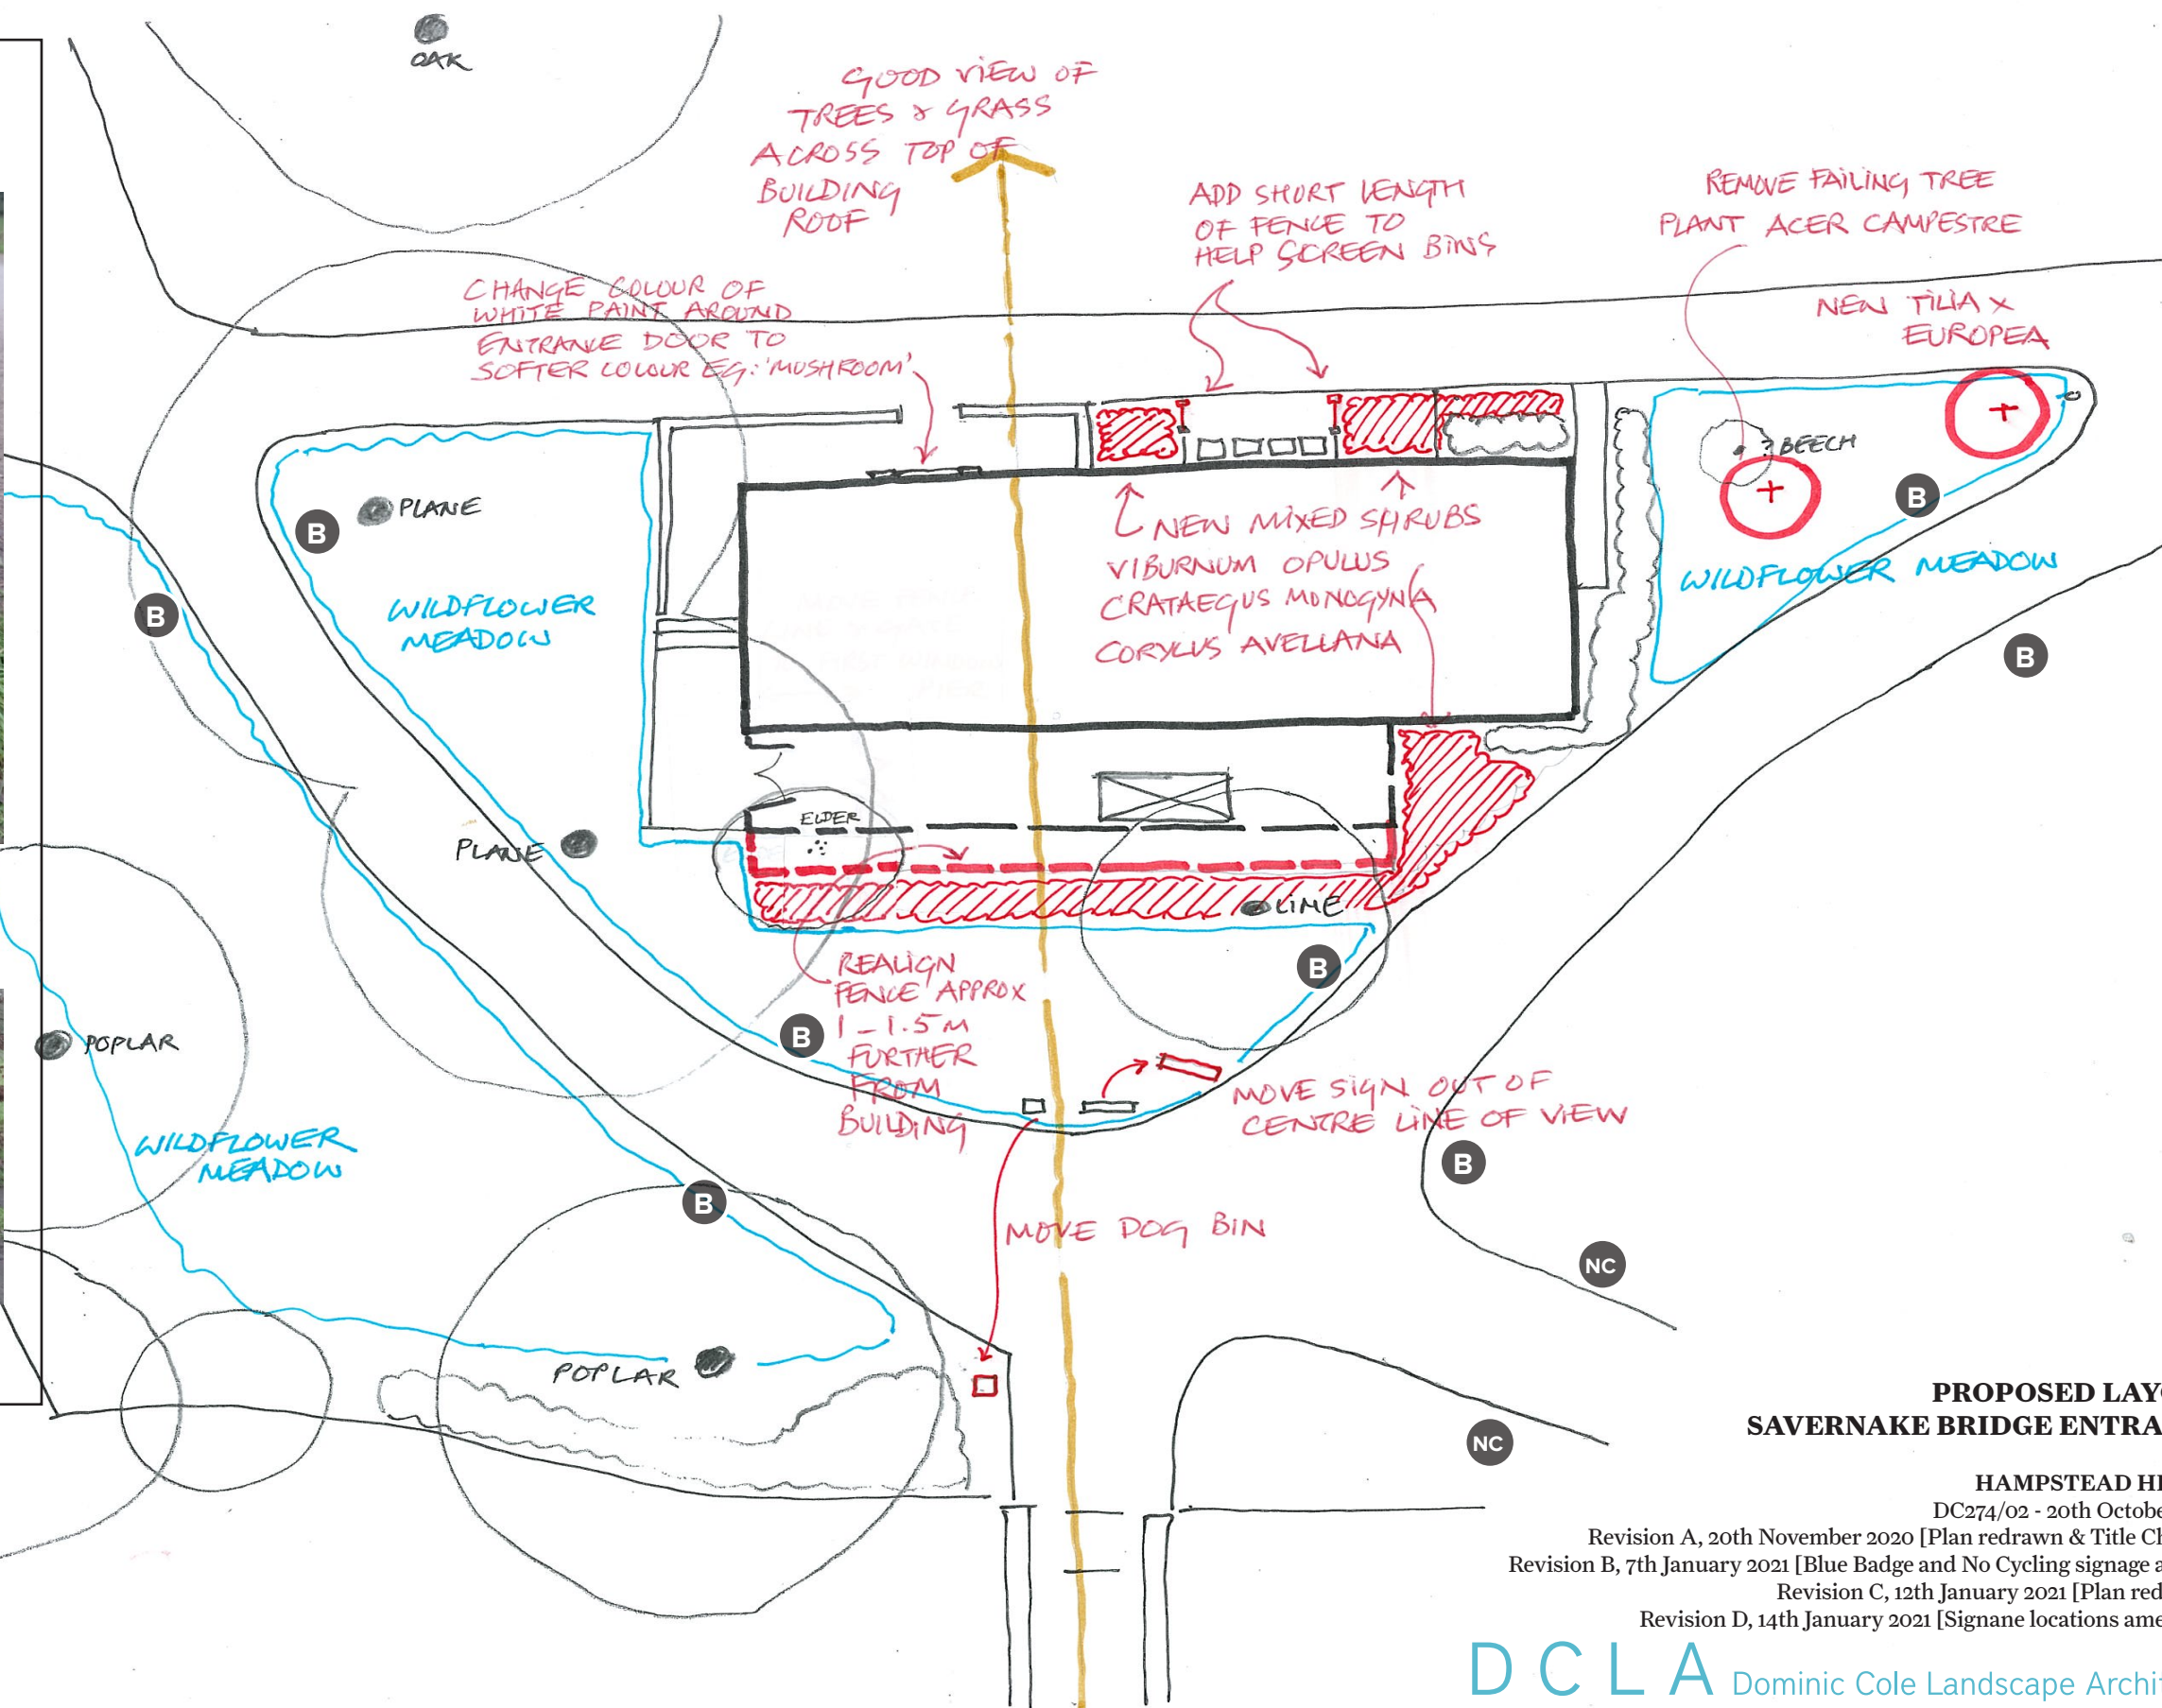 OAK
GOOD VIEW OF
TREES & GRASS
ACROSS TOP OF
BUILDING
ROOF
ADD SHORT LENGTH
OF FENCE TO
HELP SCREEN BINS
REMOVE FAILING TREE
PLANT ACER CAMPESTRE
CHANGE COLOUR OF
WHITE PAINT AROUND
ENTRANCE DOOR TO
SOFTER COLOUR EG: 'MUSHROOM'
NEW TILIA X
EUROPEA
? BEECH
B
PLANE
B
B
WILDFLOWER
MEADOW
NEW MIXED SHRUBS
VIBURNUM OPULUS
CRATAEGUS MONOGYNA
CORYLUS AVELLANA
WILDFLOWER MEADOW
B
PLANE
ELDER
LIME
B
REALIGN
FENCE APPROX
1-1.5M
FURTHER
FROM
BUILDING
B
POPLAR
MOVE SIGN OUT OF
CENTRE LINE OF VIEW
WILDFLOWER
MEADOW
B
B
MOVE DOG BIN
NC
POPLAR
NC
PROPOSED LAY
SAVERNAKE BRIDGE ENTRA
HAMPSTEAD HE
DC274/02 - 20th Octobe
Revision A, 20th November 2020 [Plan redrawn & Title Ch
Revision B, 7th January 2021 [Blue Badge and No Cycling signage a
Revision C, 12th January 2021 [Plan red
Revision D, 14th January 2021 [Signane locations ame
DCLA Dominic Cole Landscape Archi